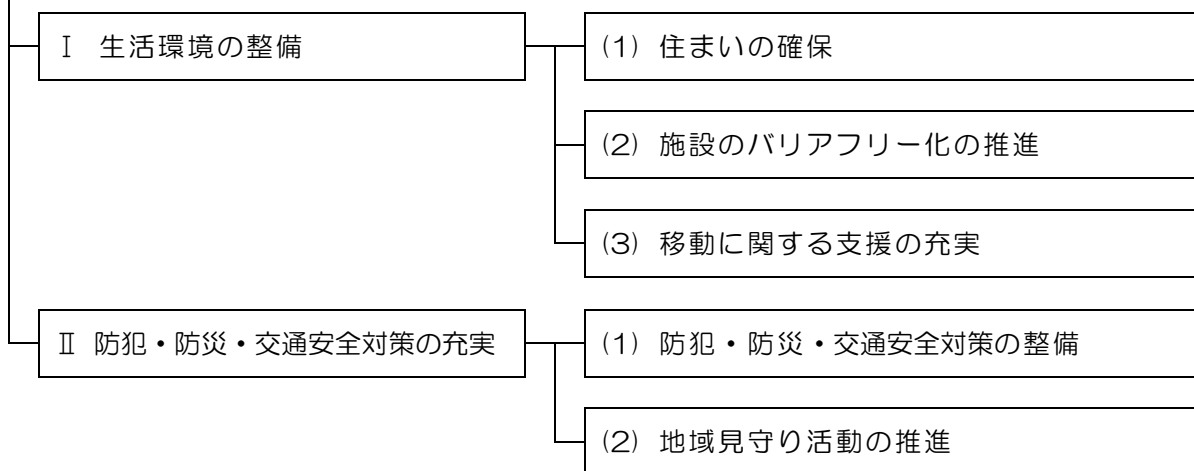 Ⅰ 生活環境の整備
(1) 住まいの確保
(2) 施設のバリアフリー化の推進
(3) 移動に関する支援の充実
Ⅱ 防犯・防災・交通安全対策の充実
(1) 防犯・防災・交通安全対策の整備
(2) 地域見守り活動の推進